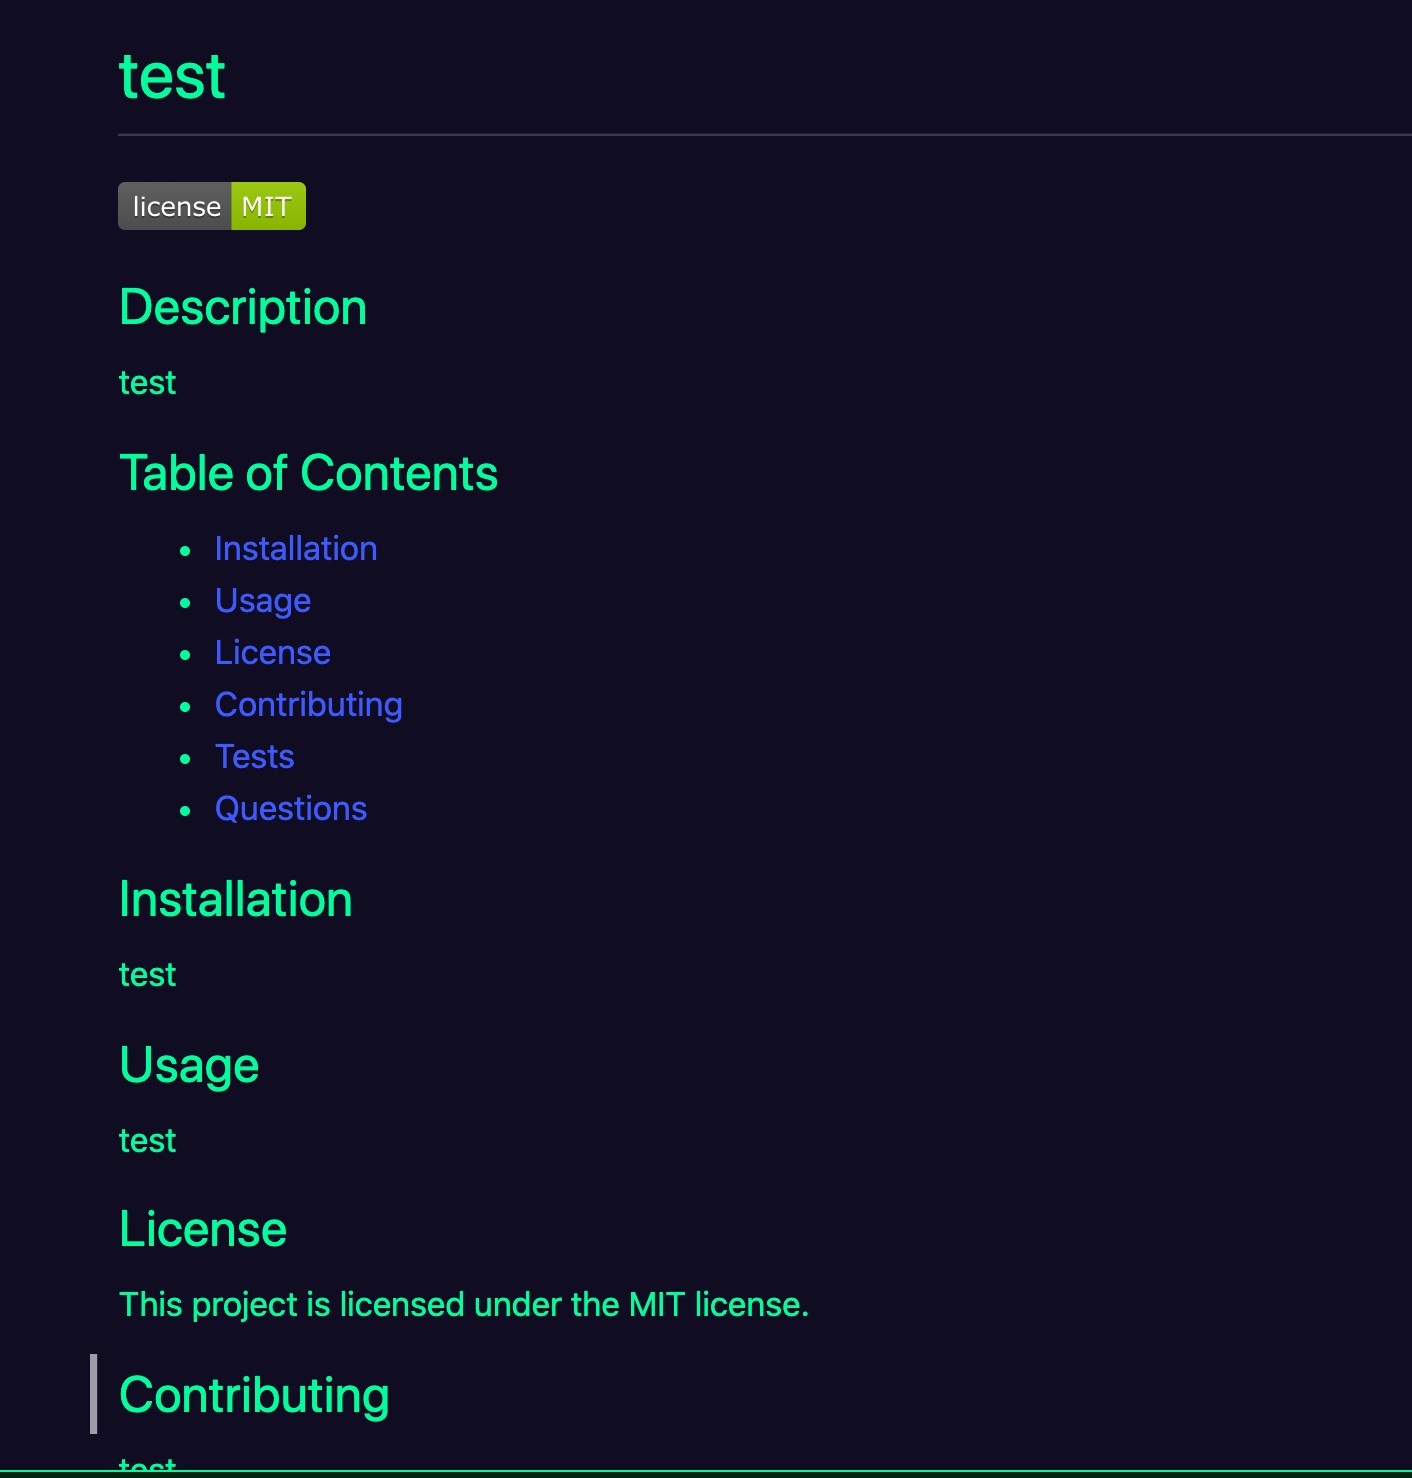 test
license MIT
Description
test
Table of Contents
Installation
Usage
License
Contributing
Tests
Questions
Installation
test
Usage
test
License
This project is licensed under the MIT license.
Contributing
test